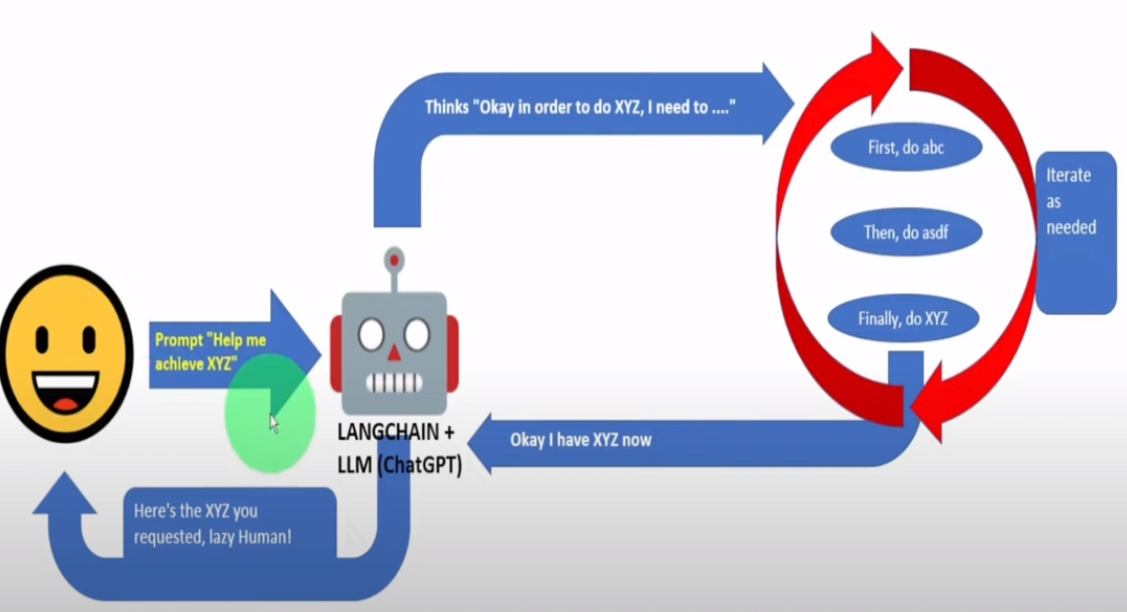 Thinks "Okay in order to do XYZ, I need to ...."
First, do abc
Then, do asdf
Finally, do XYZ
Iterate
as
needed
Prompt "Help me
achieve XYZ"
LANGCHAIN +
LLM (ChatGPT)
Okay I have XYZ now
Here's the XYZ you
requested, lazy Human!